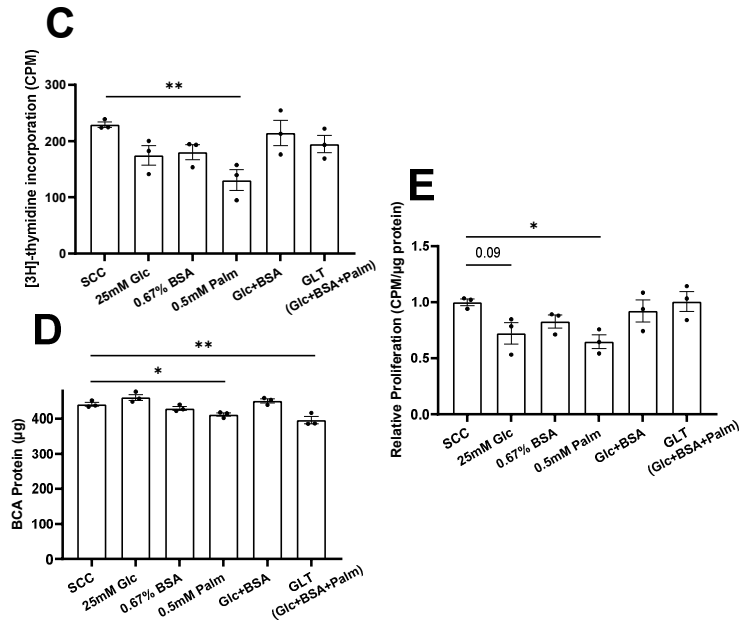 C
[3H]-thymidine incorporation (CPM)
300
200
100
0
**
SCC
25mM Glc
0.67% BSA
0.5mM Palm
Glc+BSA
GLT
(Glc+BSA+Palm)
D
BCA Protein (µg)
400
300
200
100
0
**
*
SCC
25mM Glc
0.67% BSA
0.5mM Palm
Glc+BSA
GLT
(Glc+BSA+Palm)
E
Relative Proliferation (CPM/µg protein)
1.5
1.0
0.5
0.0
*
0.09
SCC
25mM Glc
0.67% BSA
0.5mM Palm
Glc+BSA
GLT
(Glc+BSA+Palm)